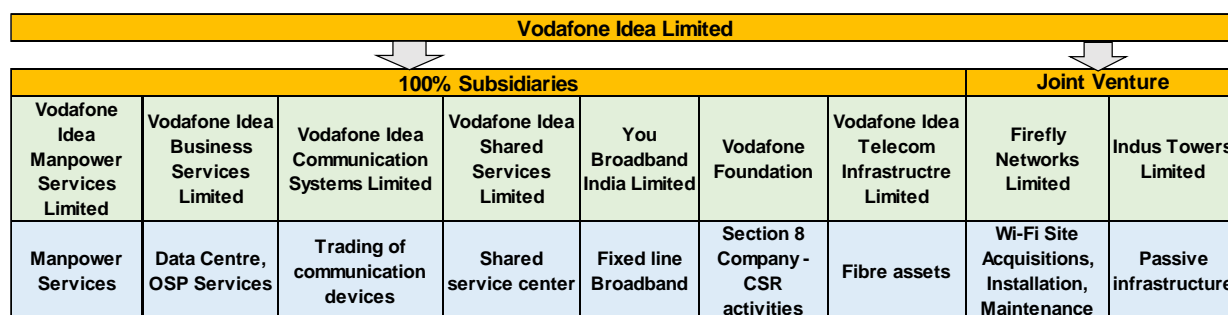 Vodafone Idea Limited
100% Subsidiaries
Joint Venture
Vodafone
Idea
Manpower
Services
Limited
Vodafone Idea
Business
Services
Limited
Vodafone Idea
Communication
Systems Limited
Vodafone Idea
Shared
Services
Limited
You
Broadband
India Limited
Vodafone
Foundation
Vodafone Idea
Telecom
Infrastructre
Limited
Firefly
Networks
Limited
Indus Towers
Limited
Manpower
Services
Data Centre,
OSP Services
Trading of
communication
devices
Shared
service center
Fixed line
Broadband
Section 8
Company -
CSR
activities
Fibre assets
Wi-Fi Site
Acquisitions,
Installation,
Maintenance
Passive
infrastructure